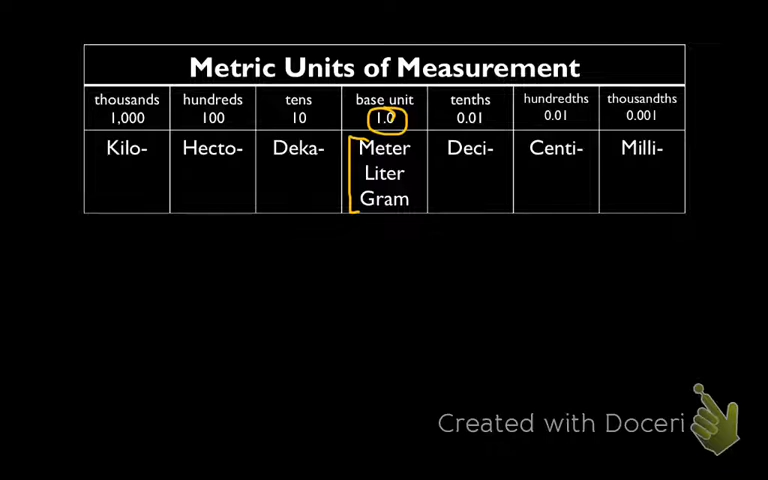 Metric Units of Measurement
thousands hundreds tens base unit tenths hundredths thousandths
1,000 100 10 1.0 0.01 0.01 0.001
Kilo- Hecto- Deka- Meter Deci- Centi- Milli-
Liter
Gram
Created with Doceri